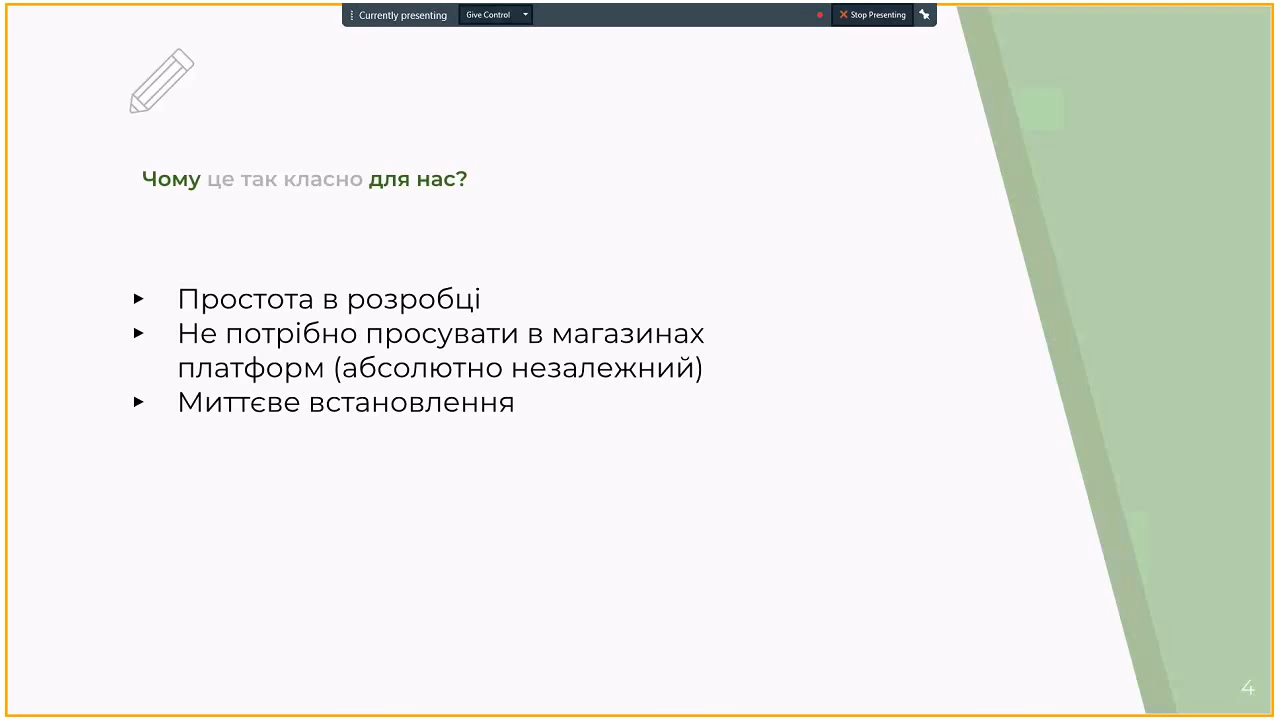 Currently presenting Give Control Stop Presenting
Чому це так класно для нас?
Простота в розробці
Не потрібно просувати в магазинах
платформ (абсолютно незалежний)
Миттєве встановлення
4